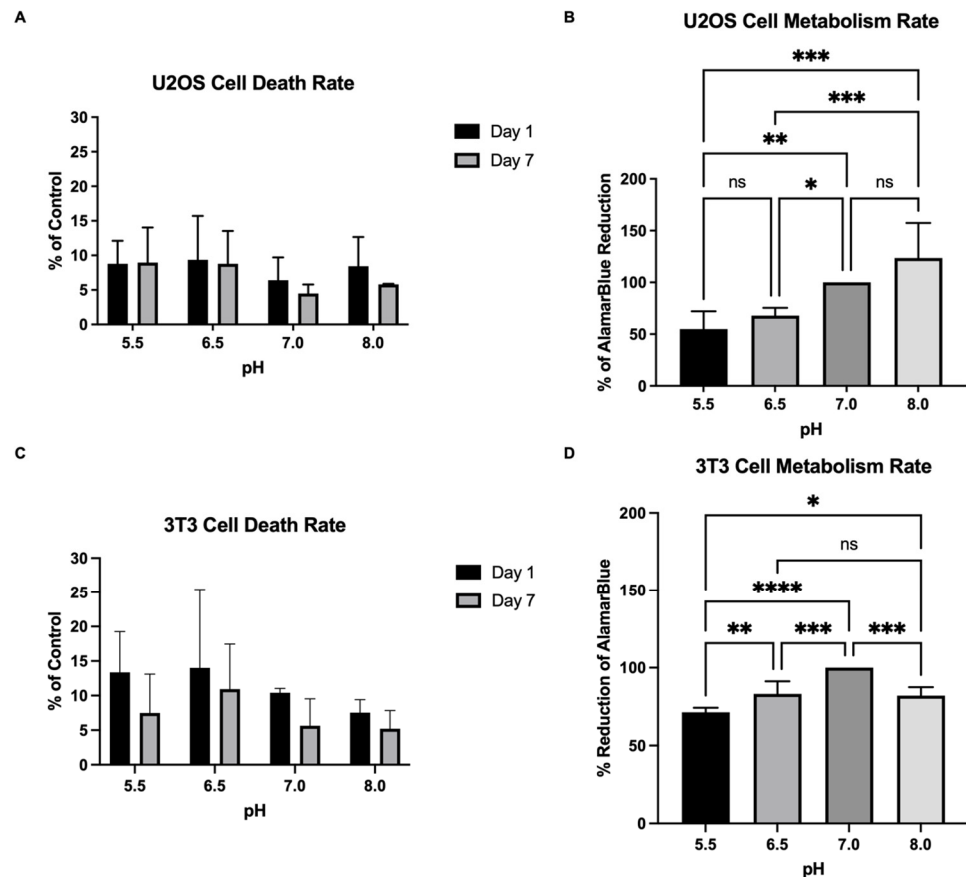 A
U2OS Cell Death Rate
30
25
20
15
10
5
0
% of Control
5.5 6.5 7.0 8.0
pH
Day 1
Day 7
B
U2OS Cell Metabolism Rate
***
***
**
ns * ns
200
150
100
50
0
% of AlamarBlue Reduction
5.5 6.5 7.0 8.0
pH
C
3T3 Cell Death Rate
30
25
20
15
10
5
0
% of Control
5.5 6.5 7.0 8.0
pH
Day 1
Day 7
D
3T3 Cell Metabolism Rate
*
ns
****
** *** ***
200
150
100
50
0
% Reduction of AlamarBlue
5.5 6.5 7.0 8.0
pH